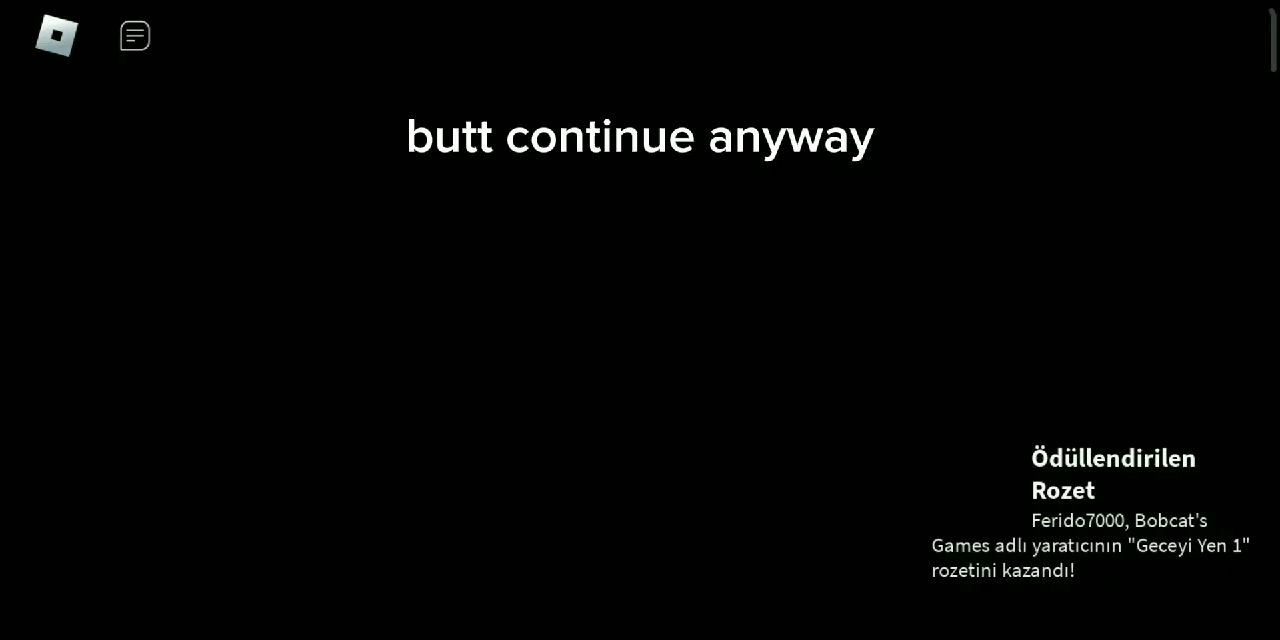 butt continue anyway
Ödüllendirilen
Rozet
Ferido7000, Bobcat's
Games adlı yaratıcının "Geceyi Yen 1"
rozetini kazandı!